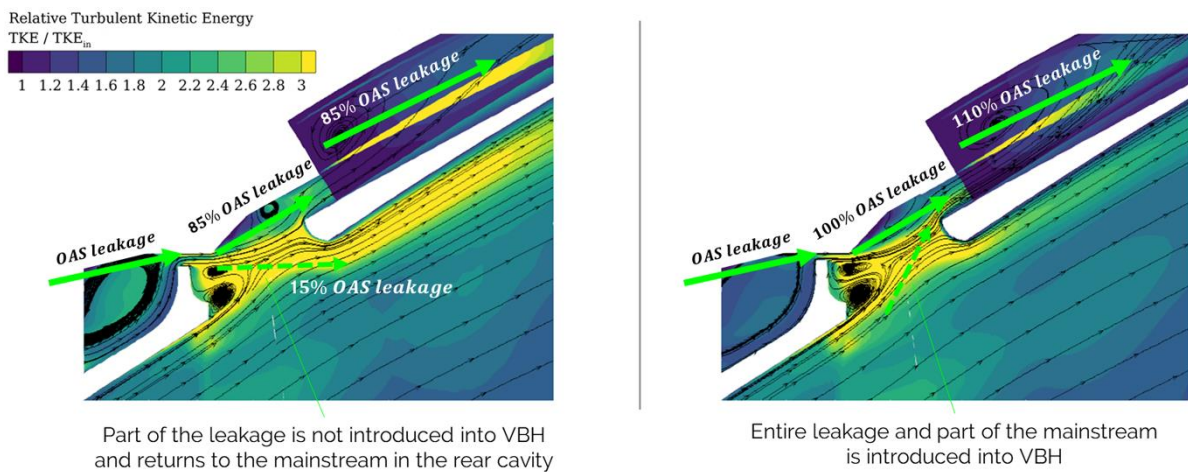 Relative Turbulent Kinetic Energy
TKE / TKEin
1 1.2 1.4 1.6 1.8 2 2.2 2.4 2.6 2.8 3
85% OAS leakage
85% OAS leakage
OAS leakage
15% OAS leakage
Part of the leakage is not introduced into VBH
and returns to the mainstream in the rear cavity
110% OAS leakage
100% OAS leakage
OAS leakage
Entire leakage and part of the mainstream
is introduced into VBH